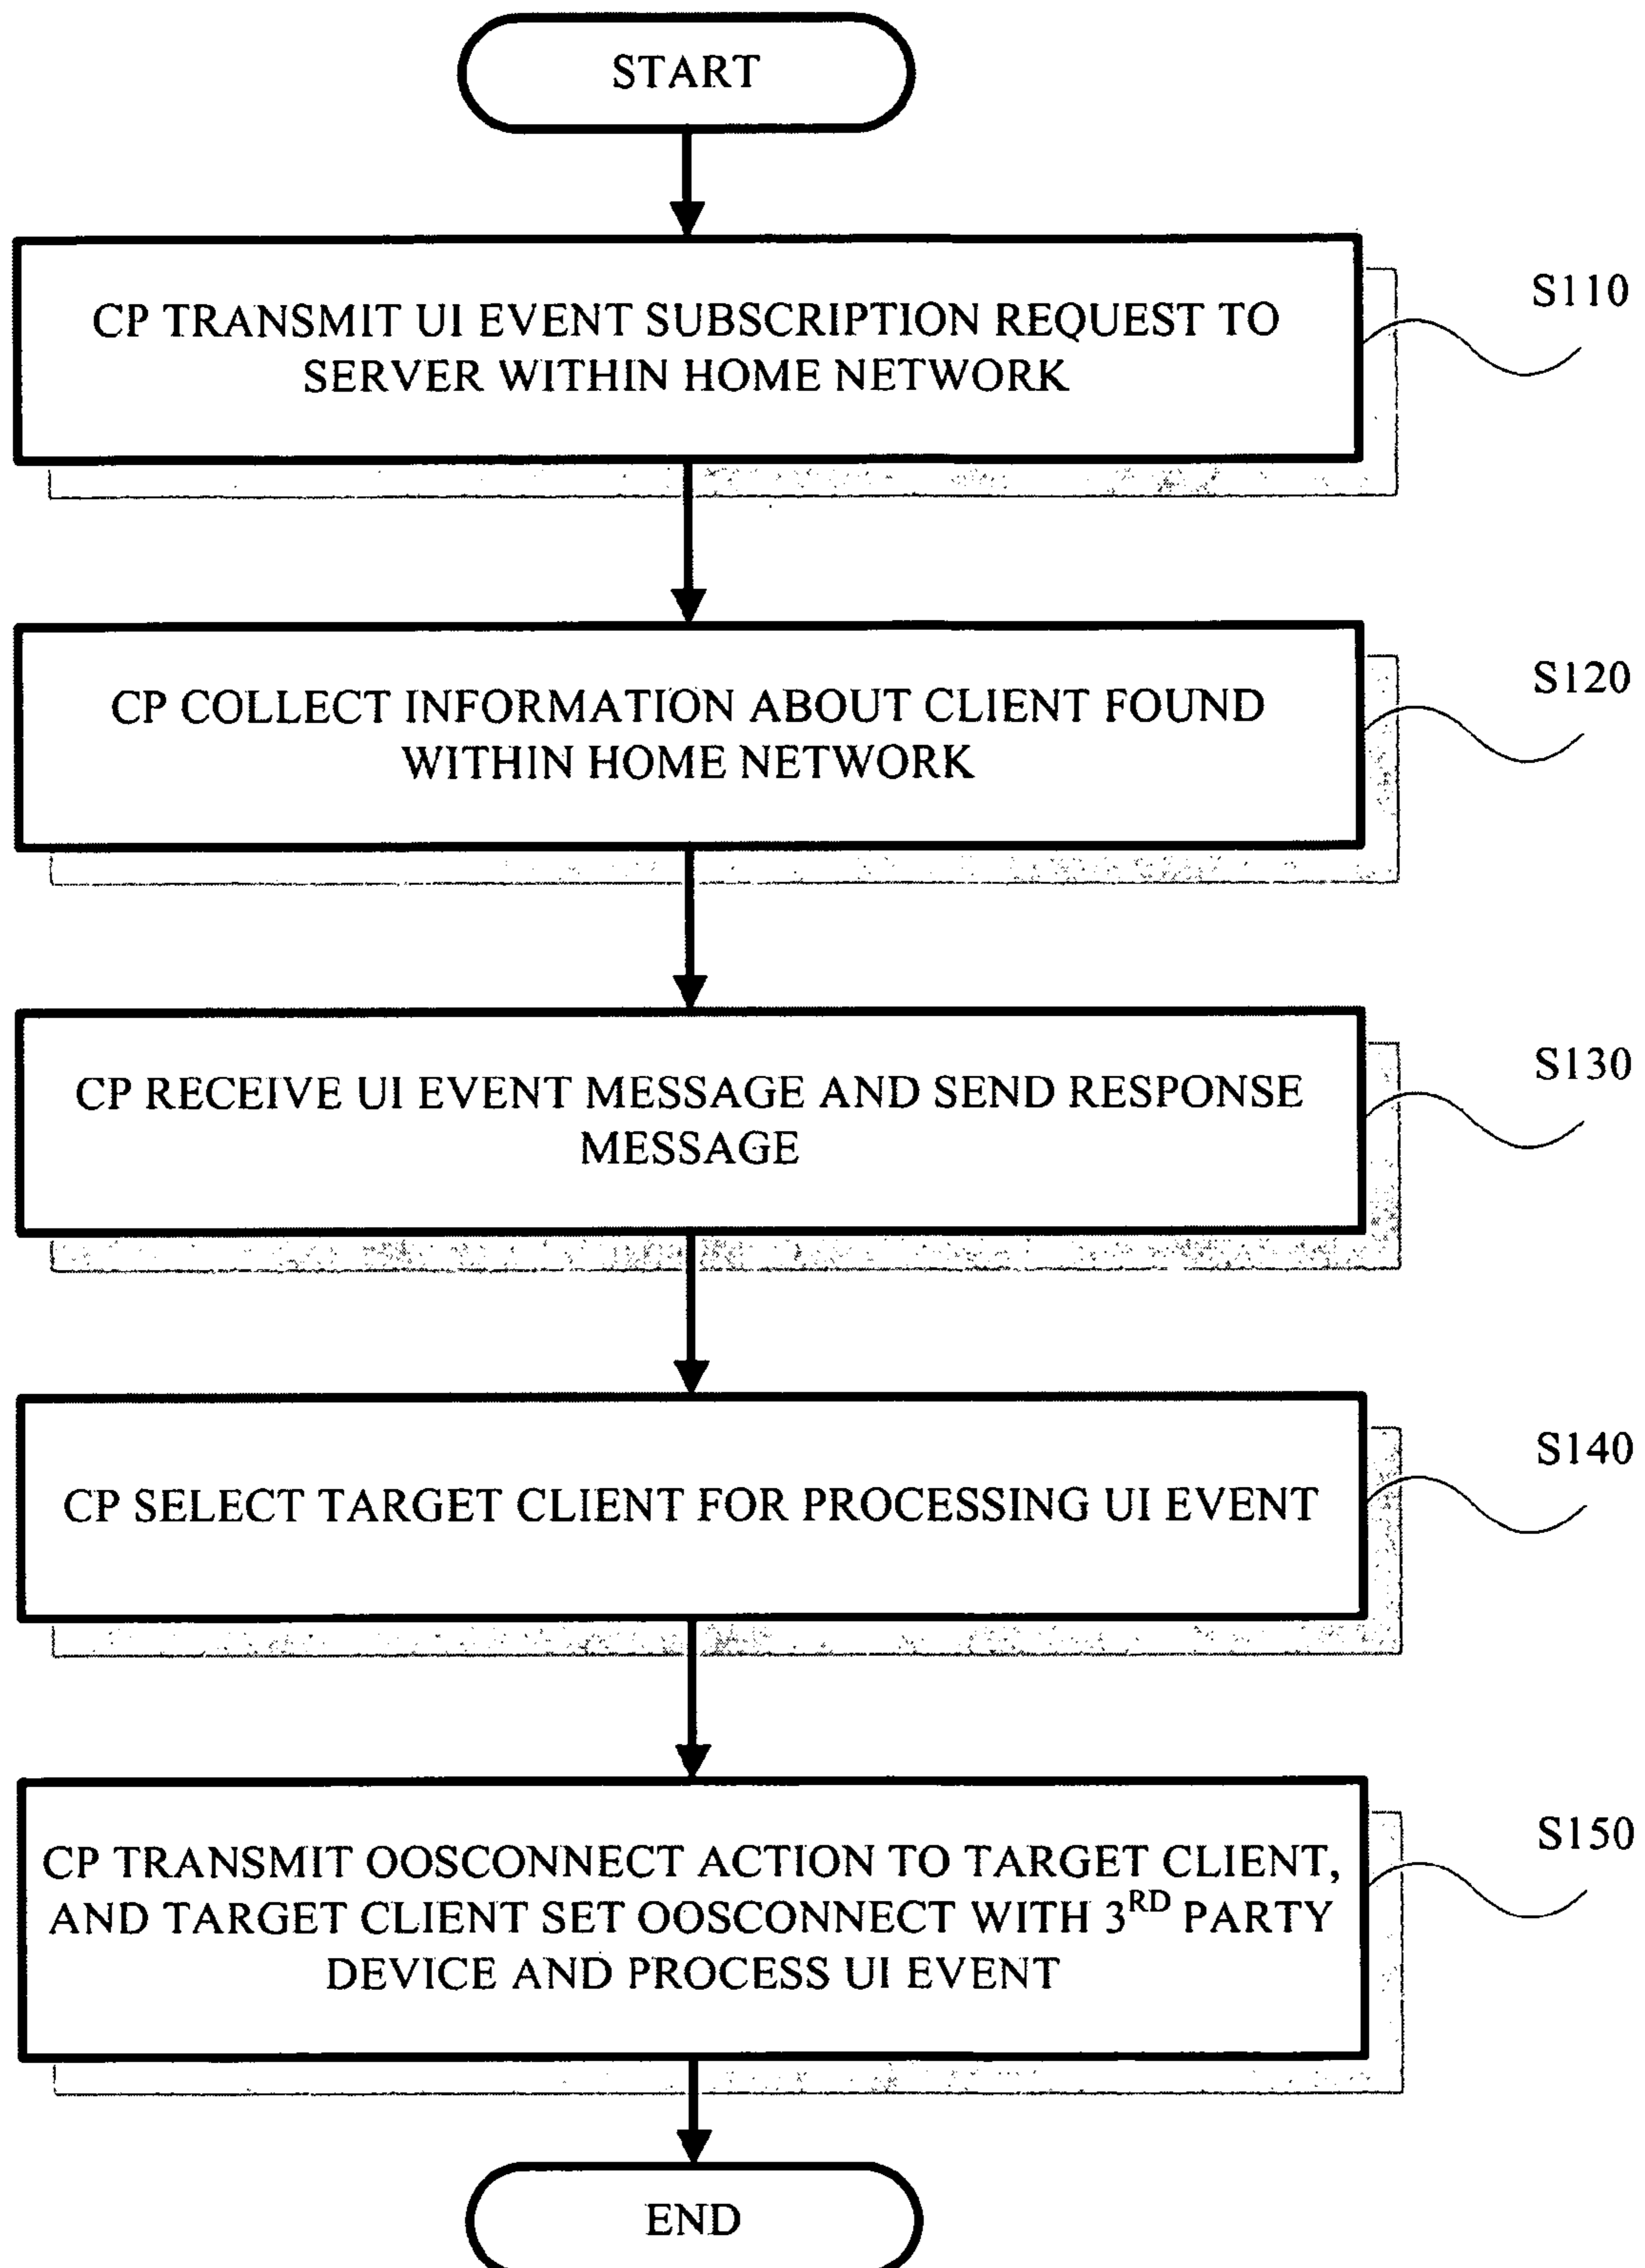 START
CP TRANSMIT UI EVENT SUBSCRIPTION REQUEST TO
SERVER WITHIN HOME NETWORK
S110
CP COLLECT INFORMATION ABOUT CLIENT FOUND
WITHIN HOME NETWORK
S120
CP RECEIVE UI EVENT MESSAGE AND SEND RESPONSE
MESSAGE
S130
CP SELECT TARGET CLIENT FOR PROCESSING UI EVENT
S140
CP TRANSMIT OOSCONNECT ACTION TO TARGET CLIENT,
AND TARGET CLIENT SET OOSCONNECT WITH 3RD PARTY
DEVICE AND PROCESS UI EVENT
S150
END